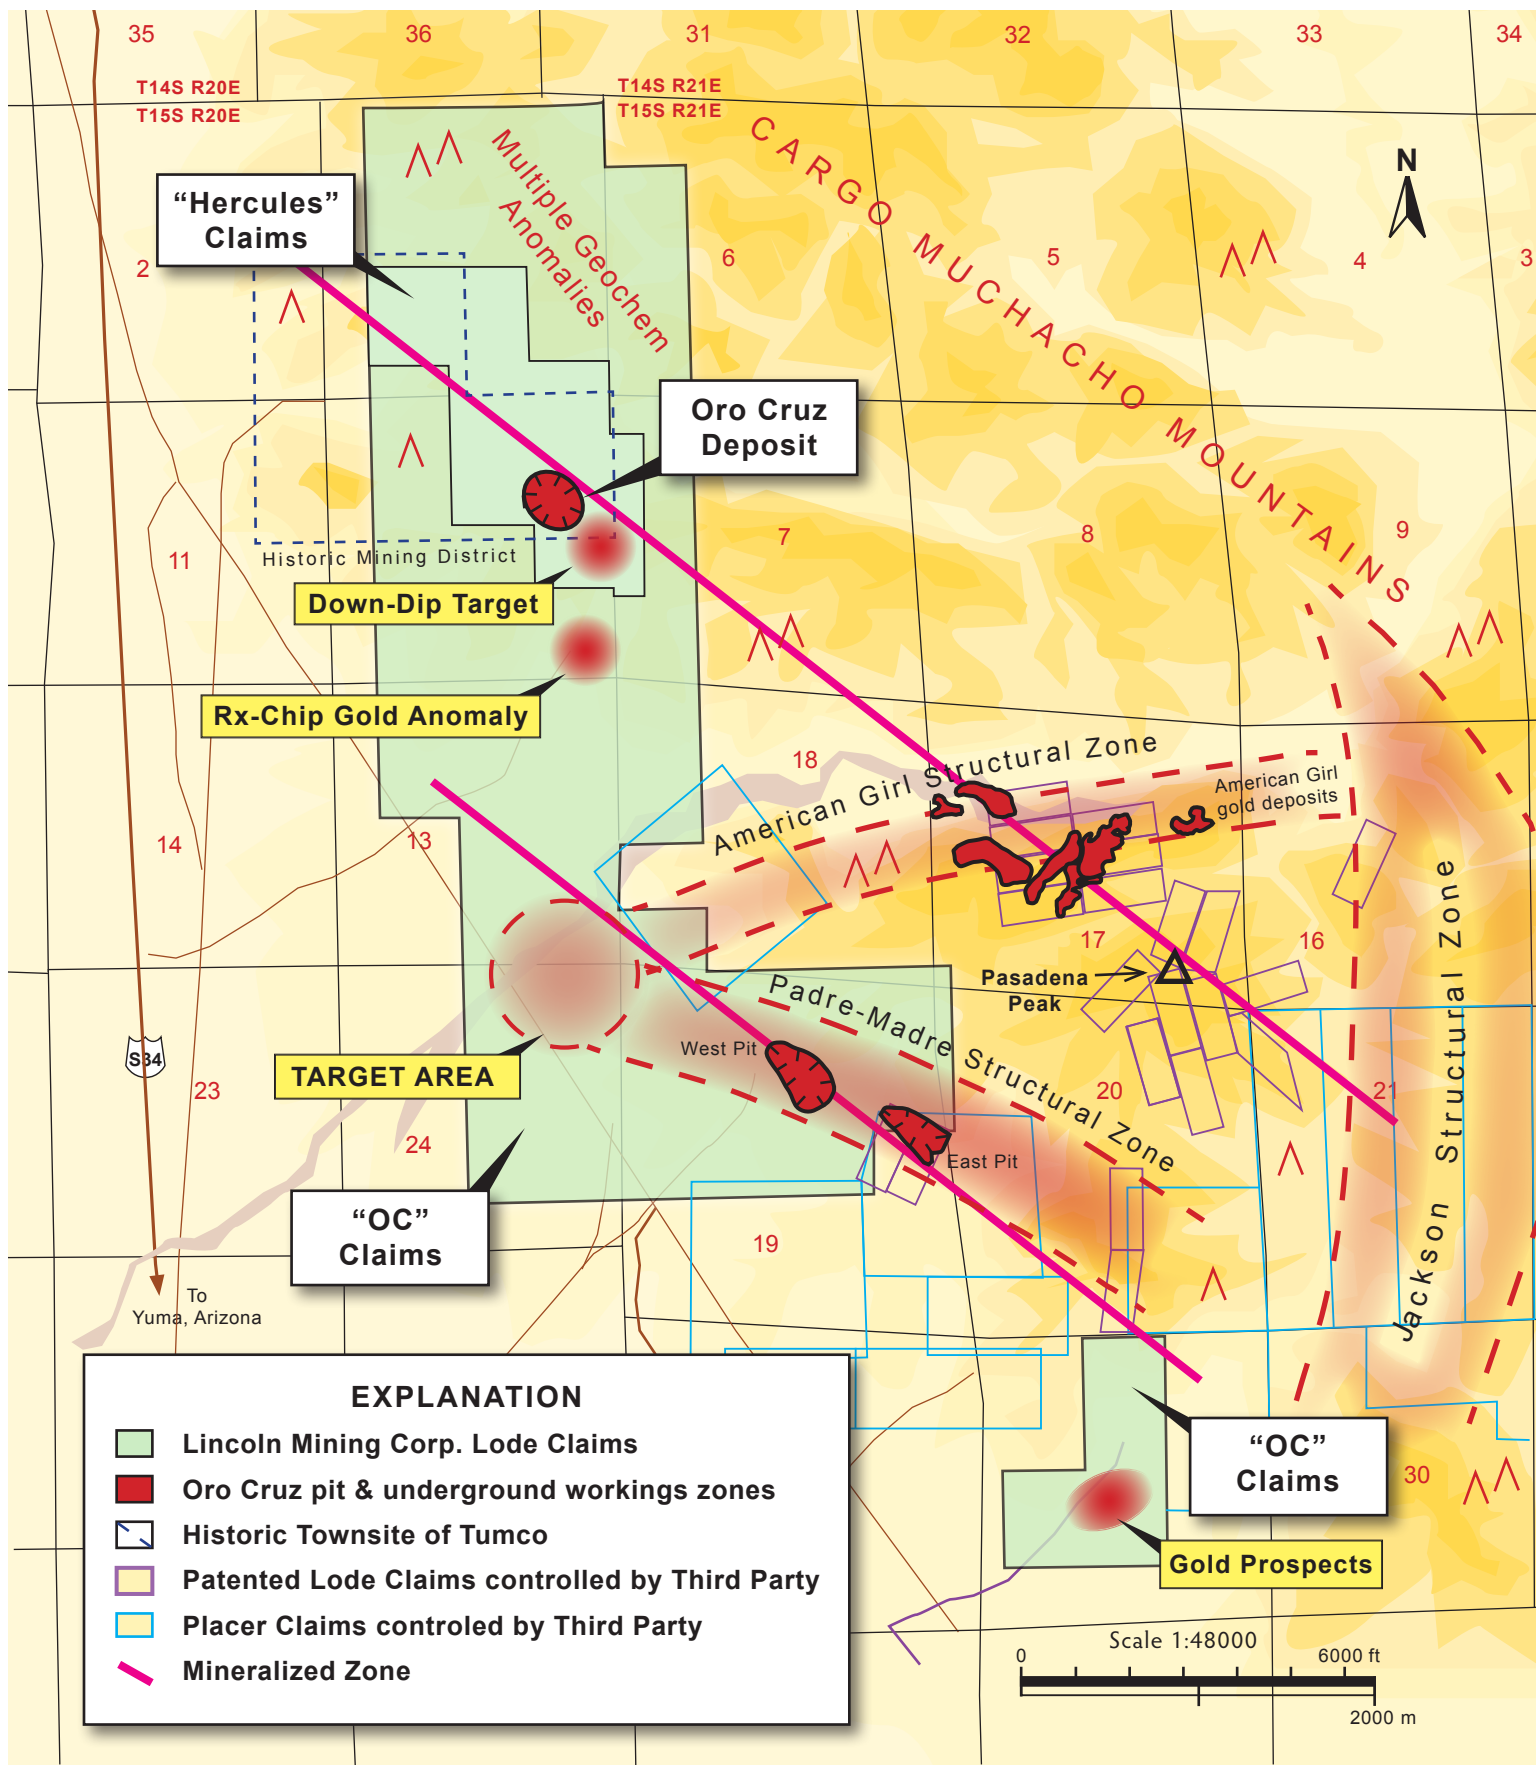 35
36
31
32
33
34
T14S R20E
T15S R20E
T14S R21E
T15S R21E
CARGO MUCHACHO MOUNTAINS
N
Multiple Geochem
Anomalies
“Hercules”
Claims
2
6
5
4
3
Oro Cruz
Deposit
11
7
8
9
Historic Mining District
Down-Dip Target
Rx-Chip Gold Anomaly
14
13
18
American Girl Structural Zone
American Girl
gold deposits
17
16
Pasadena
Peak
Padre-Madre Structural Zone
Jackson Structural Zone
West Pit
East Pit
S34
TARGET AREA
23
24
20
21
“OC”
Claims
19
To
Yuma, Arizona
EXPLANATION
Lincoln Mining Corp. Lode Claims
Oro Cruz pit & underground workings zones
Historic Townsite of Tumco
Patented Lode Claims controlled by Third Party
Placer Claims controled by Third Party
Mineralized Zone
“OC”
Claims
30
Gold Prospects
Scale 1:48000
0
6000 ft
2000 m